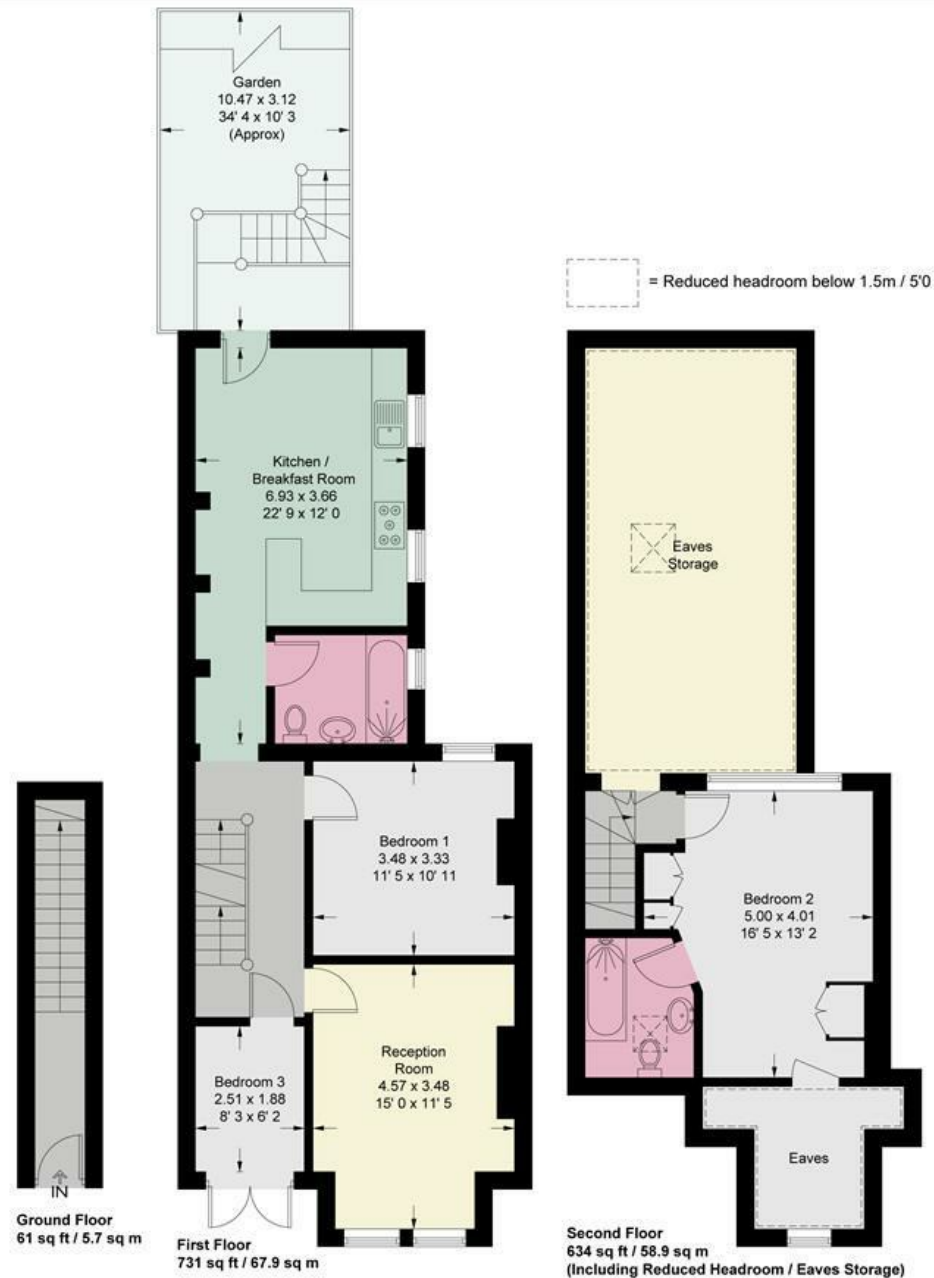 Garden
10.47 x 3.12
34' 4 x 10' 3
(Approx)
= Reduced headroom below 1.5m / 5'0
Kitchen /
Breakfast Room
6.93 x 3.66
22' 9 x 12' 0
Eaves
Storage
Bedroom 1
3.48 x 3.33
11' 5 x 10' 11
Bedroom 2
5.00 x 4.01
16' 5 x 13' 2
Reception
Room
4.57 x 3.48
15' 0 x 11' 5
Bedroom 3
2.51 x 1.88
8' 3 x 6' 2
Eaves
IN
Ground Floor
61 sq ft / 5.7 sq m
First Floor
731 sq ft / 67.9 sq m
Second Floor
634 sq ft / 58.9 sq m
(Including Reduced Headroom / Eaves Storage)